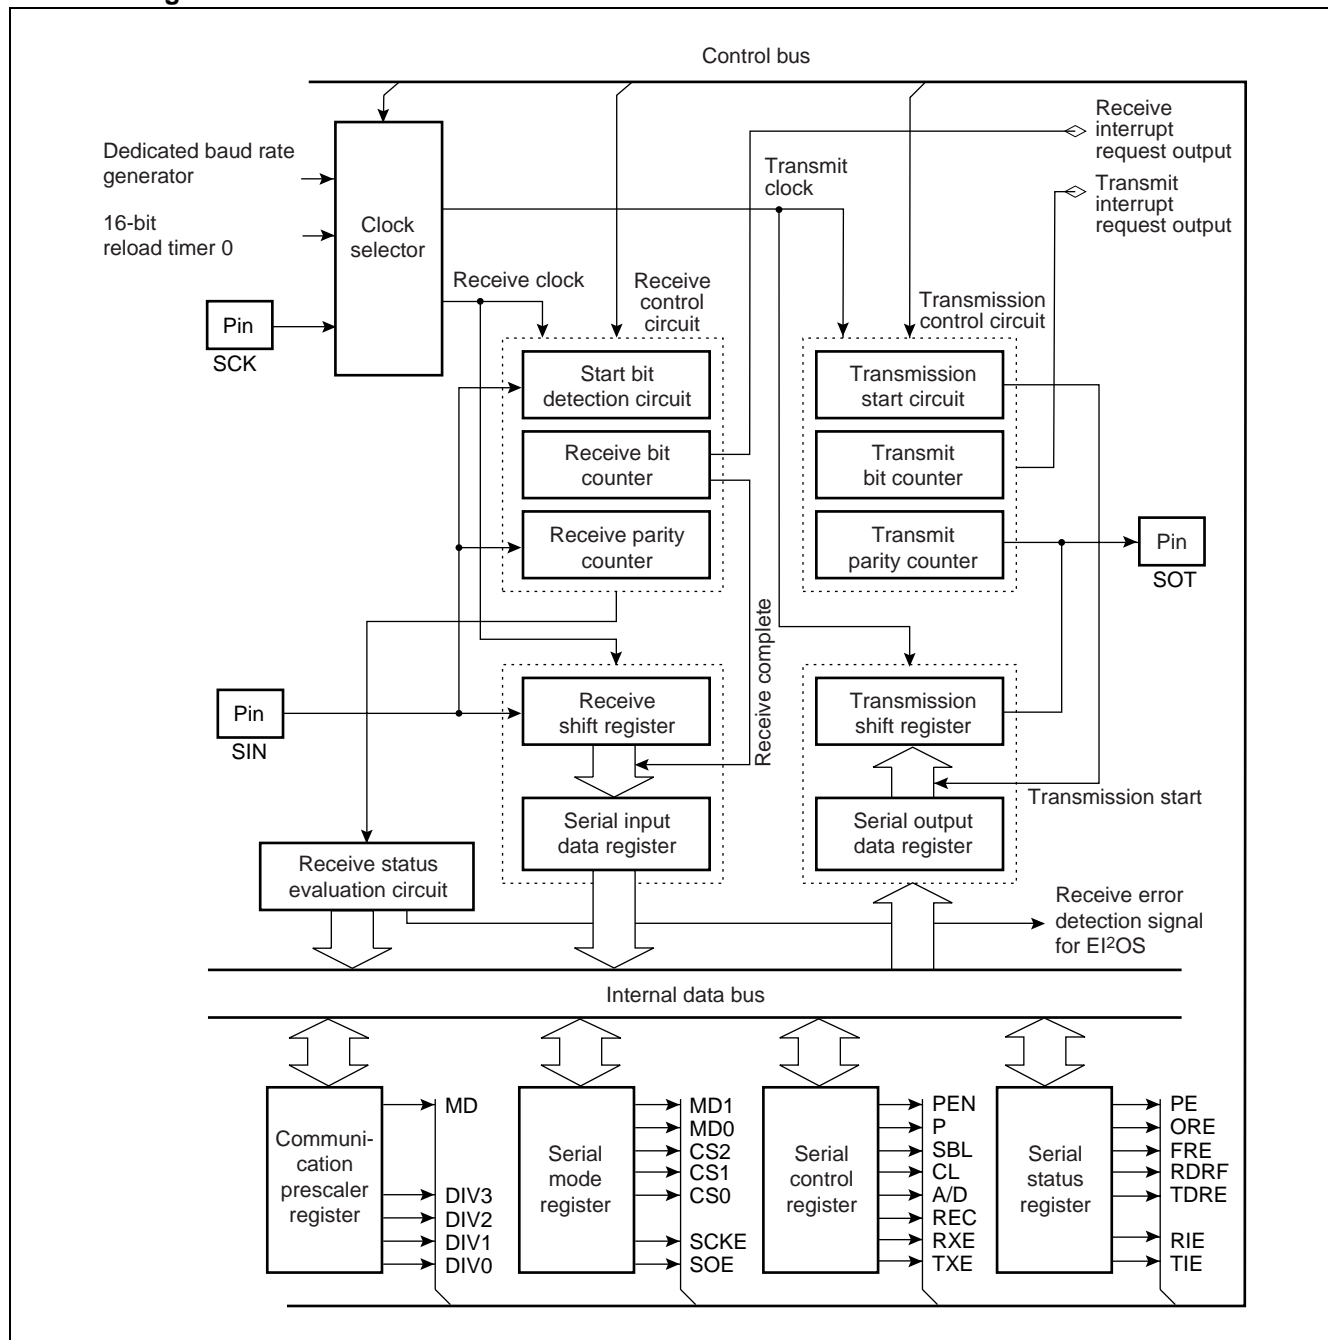 Control bus
Receive
interrupt
request output
Dedicated baud rate
generator
Transmit
clock
Transmit
interrupt
request output
16-bit
reload timer 0
Clock
selector
Receive clock
Receive
control
circuit
Transmission
control circuit
Pin
SCK
Start bit
detection circuit
Transmission
start circuit
Receive bit
counter
Transmit
bit counter
Receive parity
counter
Transmit
parity counter
Pin
SOT
Receive complete
Pin
SIN
Receive
shift register
Transmission
shift register
Transmission start
Serial input
data register
Serial output
data register
Receive status
evaluation circuit
Receive error
detection signal
for EI²OS
Internal data bus
Communi-
cation
prescaler
register
MD
DIV3
DIV2
DIV1
DIV0
Serial
mode
register
MD1
MD0
CS2
CS1
CS0
SCKE
SOE
Serial
control
register
PEN
P
SBL
CL
A/D
REC
RXE
TXE
Serial
status
register
PE
ORE
FRE
RDRF
TDRE
RIE
TIE